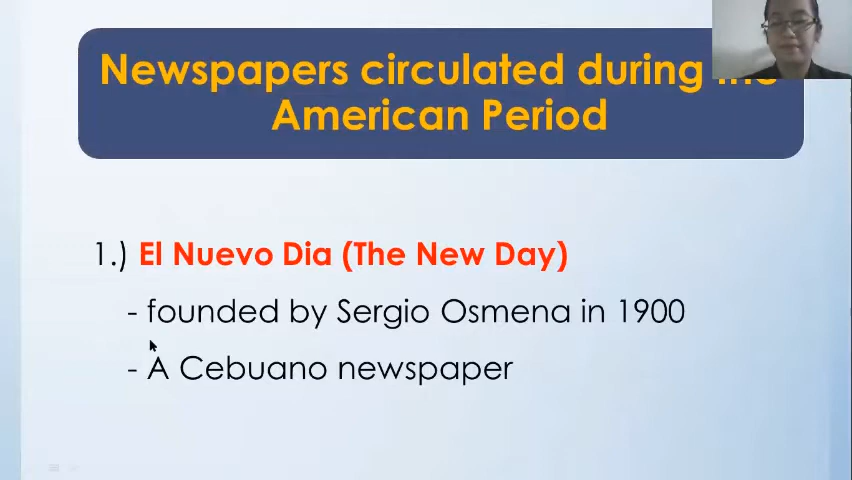 Newspapers circulated during
American Period
1.) El Nuevo Dia (The New Day)
- founded by Sergio Osmena in 1900
- A Cebuano newspaper